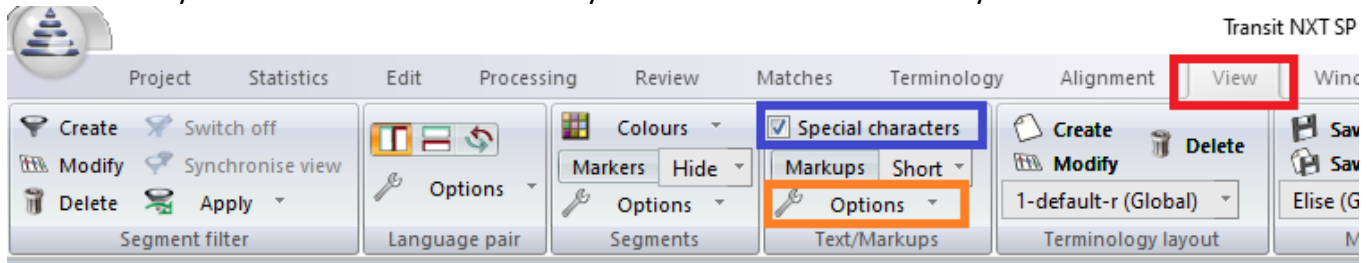 Transit NXT SP
Project Statistics Edit Processing Review Matches Terminology Alignment View
Create Switch off Colours Special characters Create Delete
Modify Synchronise view Markers Hide Markups Short Modify
Delete Apply Options Options Options 1-default-r (Global) Elise
Segment filter Language pair Segments Text/Markups Terminology layout